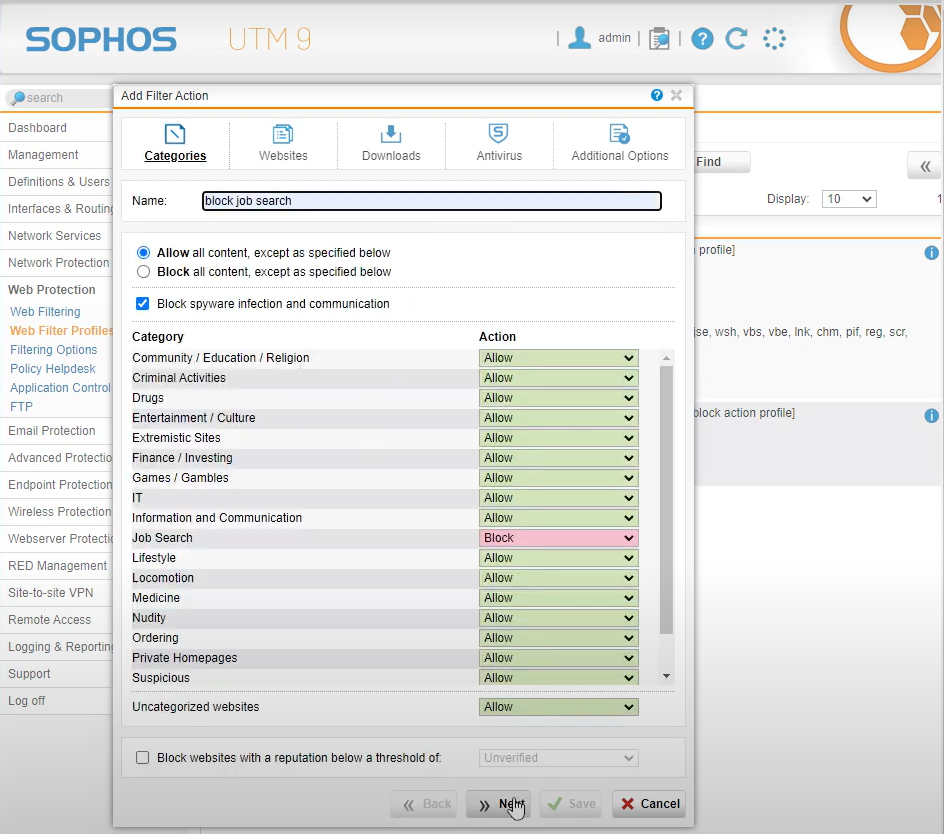 SOPHOS UTM 9
admin
search
Dashboard
Management
Definitions & Users
Interfaces & Routing
Network Services
Network Protection
Web Protection
Web Filtering
Web Filter Profiles
Filtering Options
Policy Helpdesk
Application Control
FTP
Email Protection
Advanced Protectio
Endpoint Protection
Wireless Protection
Webserver Protectio
RED Management
Site-to-site VPN
Remote Access
Logging & Reporting
Support
Log off
Add Filter Action
Categories Websites Downloads Antivirus Additional Options
Name: block job search
Allow all content, except as specified below
Block all content, except as specified below
Block spyware infection and communication
Category Action
Community / Education / Religion Allow
Criminal Activities Allow
Drugs Allow
Entertainment / Culture Allow
Extremistic Sites Allow
Finance / Investing Allow
Games / Gambles Allow
IT Allow
Information and Communication Allow
Job Search Block
Lifestyle Allow
Locomotion Allow
Medicine Allow
Nudity Allow
Ordering Allow
Private Homepages Allow
Suspicious Allow
Uncategorized websites Allow
Block websites with a reputation below a threshold of: Unverified
Back Next Save Cancel
Find
Display: 10 1
profile]
se, wsh, vbs, vbe, lnk, chm, pif, reg, scr,
block action profile]